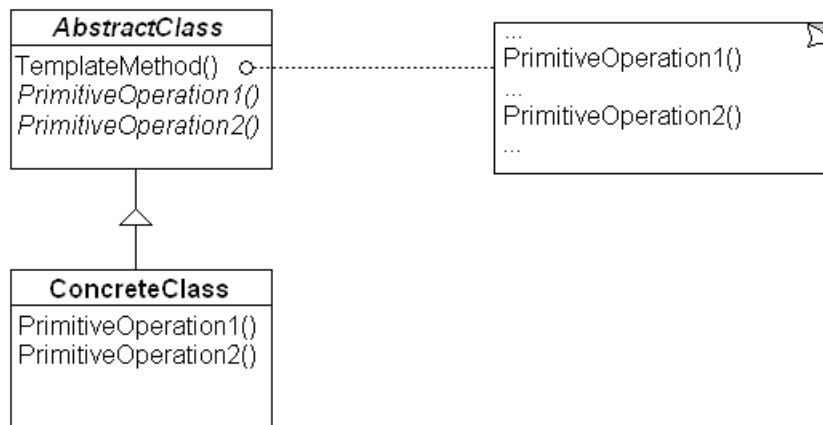 AbstractClass
TemplateMethod()
PrimitiveOperation1()
PrimitiveOperation2()
...
PrimitiveOperation1()
...
PrimitiveOperation2()
...
ConcreteClass
PrimitiveOperation1()
PrimitiveOperation2()